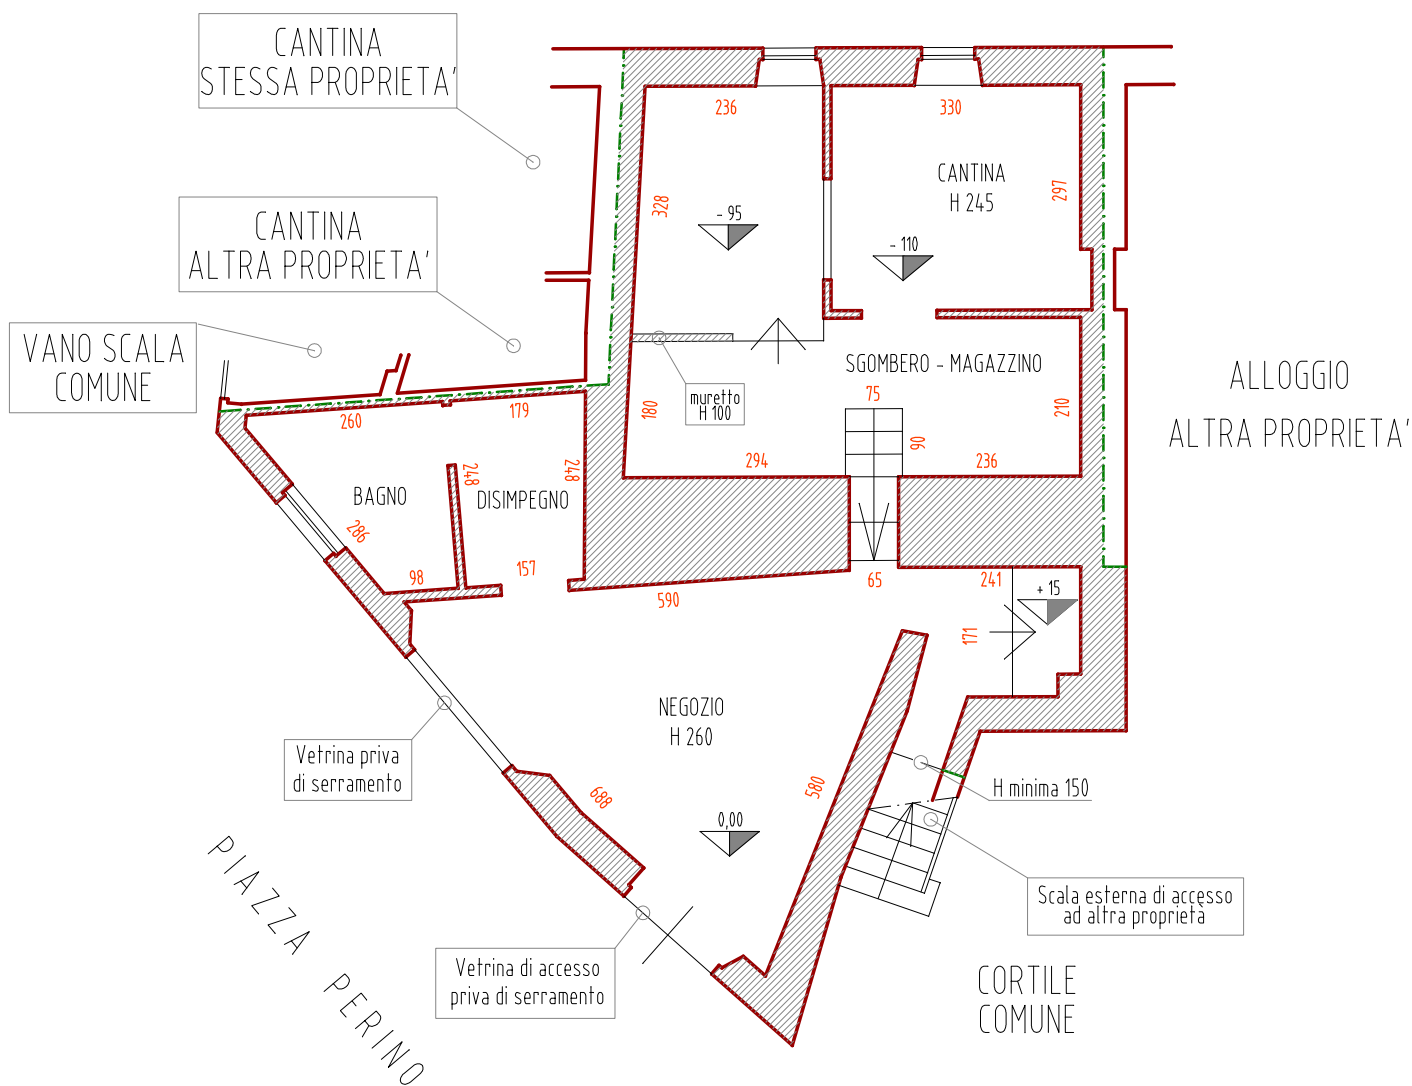 CANTINA
STESSA PROPRIETA'
CANTINA
ALTRA PROPRIETA'
VANO SCALA
COMUNE
236
330
CANTINA
H 245
297
328
- 95
- 110
SGOMBERO - MAGAZZINO
muretto
H 100
75
180
210
90
294
236
ALLOGGIO
ALTRA PROPRIETA'
260
179
248
248
BAGNO
DISIMPEGNO
286
98
157
590
65
241
+ 15
171
NEGOZIO
H 260
Vetrina priva
di serramento
688
580
H minima 150
0,00
Scala esterna di accesso
ad altra proprietà
Vetrina di accesso
priva di serramento
CORTILE
COMUNE
PIAZZA PERINO